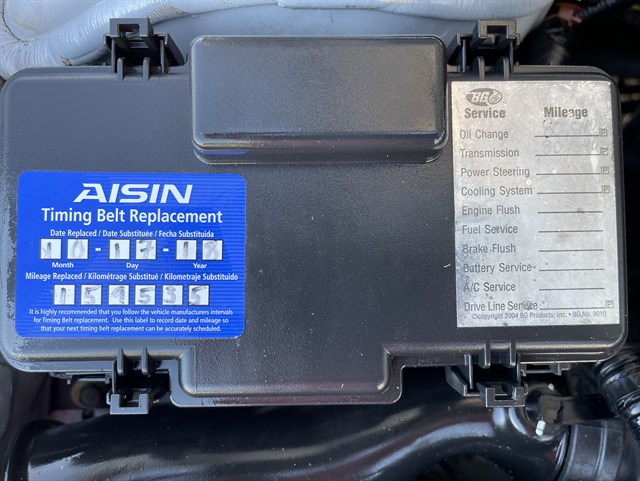 AISIN
Timing Belt Replacement
Date Replaced / Date Substituée / Fecha Substituida
Month Day Year
Mileage Replaced / Kilométrage Substitué / Kilometraje Substituido
It is highly recommended that you follow the vehicle manufacturers intervals
for Timing Belt replacement. Use this label to record date and mileage so
that your next timing belt replacement can be accurately scheduled.
BG
Service Mileage
Oil Change
Transmission
Power Steering
Cooling System
Engine Flush
Fuel Service
Brake Flush
Battery Service
A/C Service
Drive Line Service
©copyright 2004 BG Products, Inc. • BG No. 9010